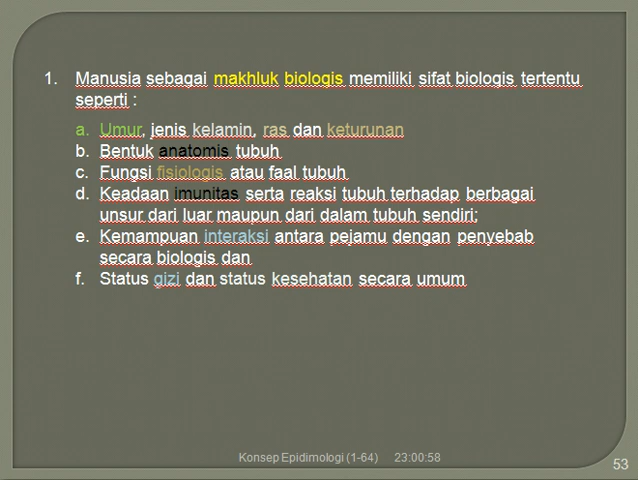 1. Manusia sebagai makhluk biologis memiliki sifat biologis tertentu
seperti :
a. Umur, jenis kelamin, ras dan keturunan
b. Bentuk anatomis tubuh
c. Fungsi fisiologis atau faal tubuh
d. Keadaan imunitas serta reaksi tubuh terhadap berbagai
unsur dari luar maupun dari dalam tubuh sendiri;
e. Kemampuan interaksi antara pejamu dengan penyebab
secara biologis dan
f. Status gizi dan status kesehatan secara umum
Konsep Epidimologi (1-64) 23:00:58
53